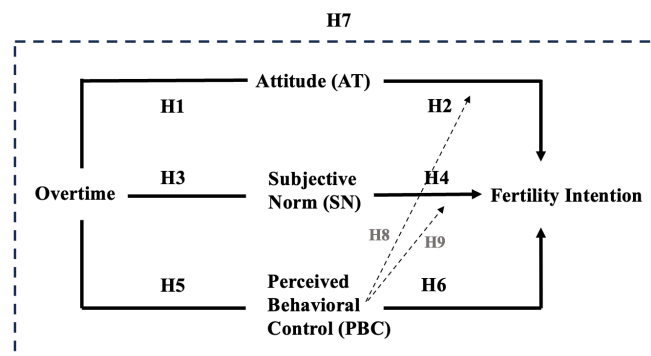 H7
Attitude (AT)
H1
H2
Overtime
H3
Subjective
Norm (SN)
H4
Fertility Intention
H8
H9
H5
Perceived
Behavioral
Control (PBC)
H6